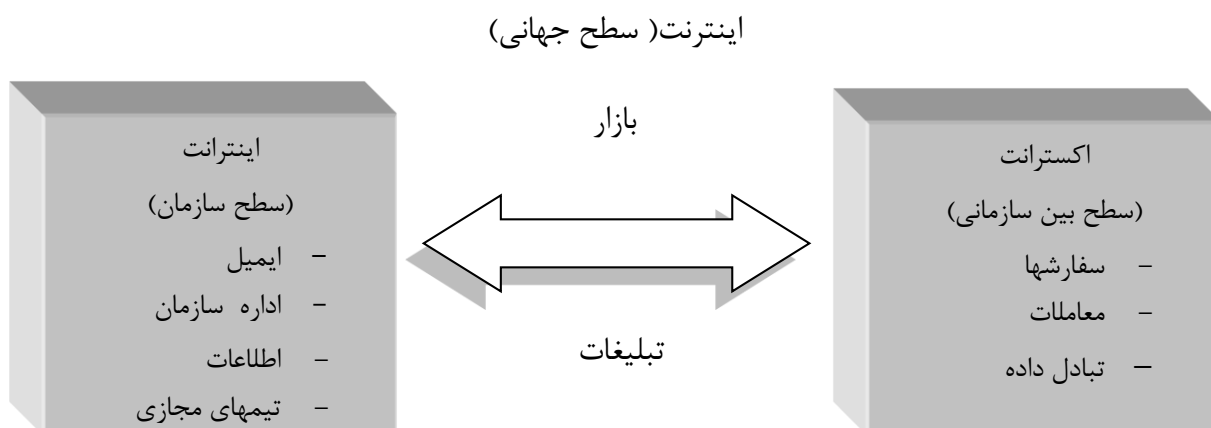 اینترنت( سطح جهانی)
بازار
تبلیغات
اکسترانت
(سطح بین سازمانی)
– سفارشها
– معاملات
– تبادل داده
اینترانت
(سطح سازمان)
– ایمیل
– اداره سازمان
– اطلاعات
– تیمهای مجازی